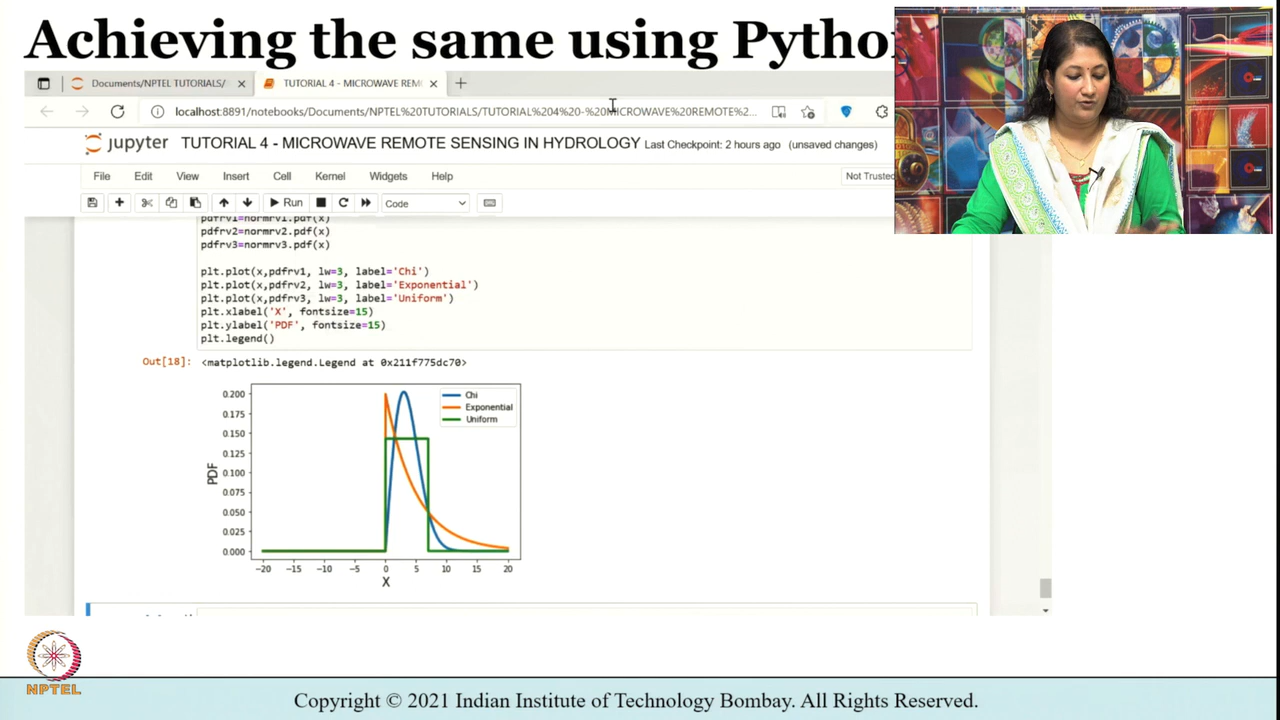 Achieving the same using Pytho
Documents/NPTEL TUTORIALS/
TUTORIAL 4 - MICROWAVE REM
localhost:8891/notebooks/Documents/NPTEL%20TUTORIALS/TUTORIAL%204%20-%20MICROWAVE%20REMOTE%2...
jupyter TUTORIAL 4 - MICROWAVE REMOTE SENSING IN HYDROLOGY Last Checkpoint: 2 hours ago (unsaved changes)
File Edit View Insert Cell Kernel Widgets Help Not Trusted
Run Code
pdfrv1=normrv1.pdf(x)
pdfrv2=normrv2.pdf(x)
pdfrv3=normrv3.pdf(x)
plt.plot(x,pdfrv1, lw=3, label='Chi')
plt.plot(x,pdfrv2, lw=3, label='Exponential')
plt.plot(x,pdfrv3, lw=3, label='Uniform')
plt.xlabel('X', fontsize=15)
plt.ylabel('PDF', fontsize=15)
plt.legend()
Out[18]: <matplotlib.legend.Legend at 0x211f775dc70>
Chi
Exponential
Uniform
0.200
0.175
0.150
0.125
0.100
0.075
0.050
0.025
0.000
PDF
-20 -15 -10 -5 0 5 10 15 20
X
NPTEL
Copyright © 2021 Indian Institute of Technology Bombay. All Rights Reserved.